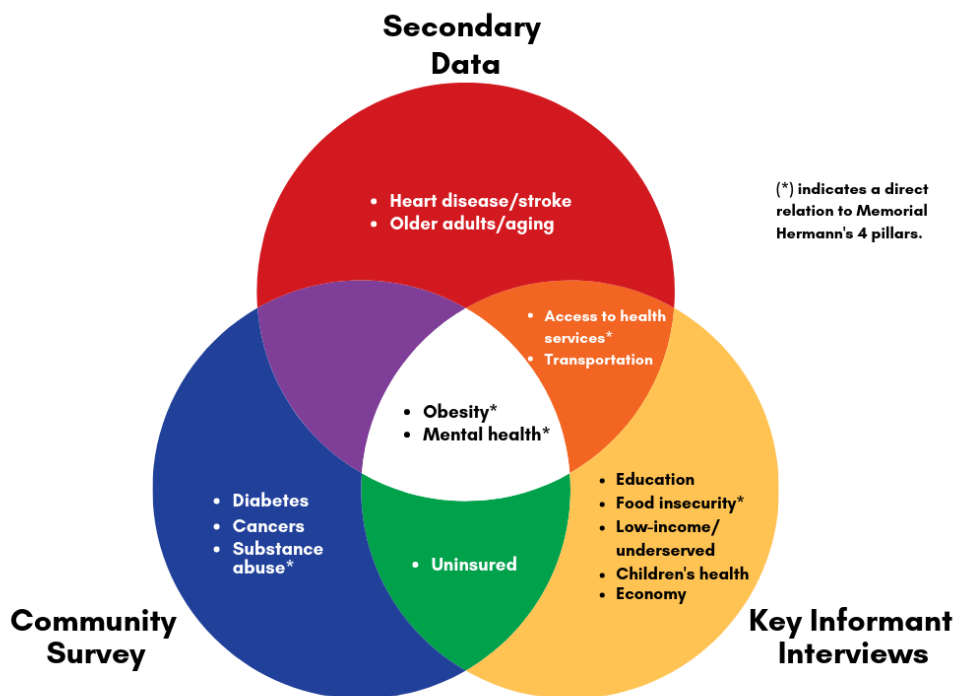 Secondary
Data
• Heart disease/stroke
• Older adults/aging
(*) indicates a direct
relation to Memorial
Hermann's 4 pillars.
• Access to health
services*
• Transportation
• Obesity*
• Mental health*
• Diabetes
• Cancers
• Substance
abuse*
• Uninsured
• Education
• Food insecurity*
• Low-income/
underserved
• Children's health
• Economy
Community
Survey
Key Informant
Interviews